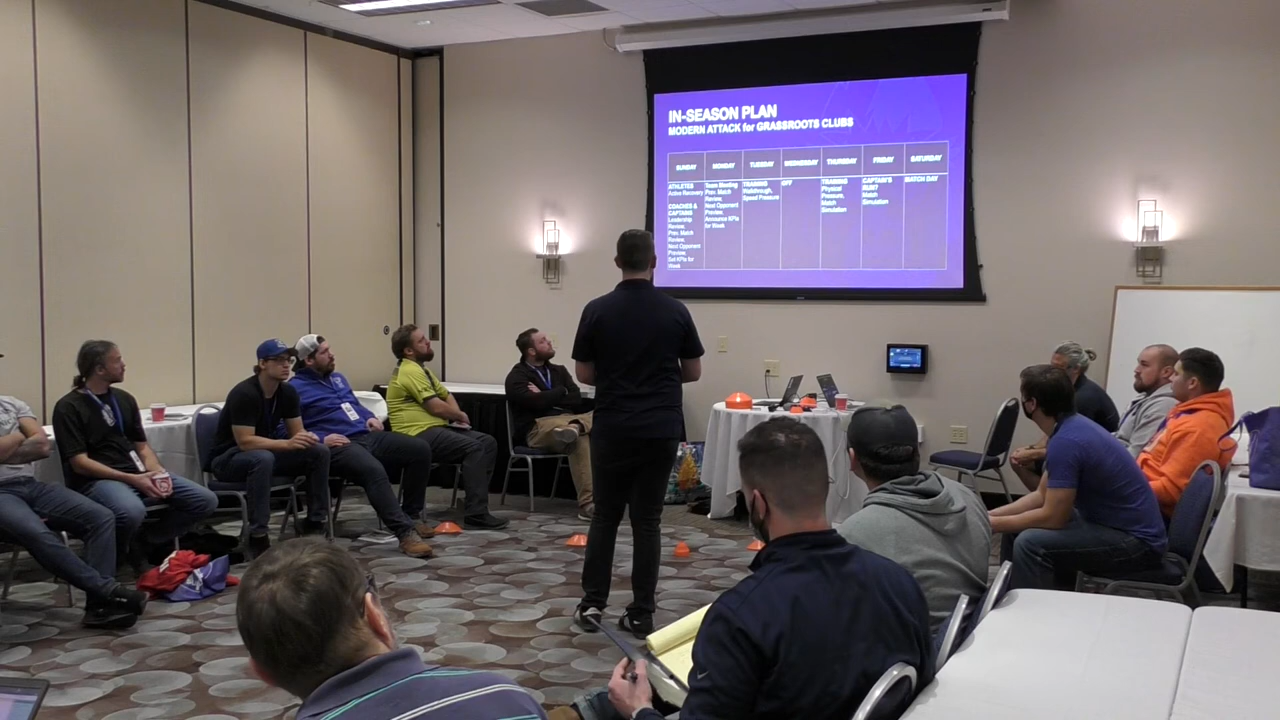 IN-SEASON PLAN
MODERN ATTACK for GRASSROOTS CLUBS
SUNDAY MONDAY TUESDAY WEDNESDAY THURSDAY FRIDAY SATURDAY
ATHLETES
Active Recovery
COACHES &
CAPTAINS
Leadership
Review,
Prev. Match
Review,
Next Opponent
Preview,
Set KPIs for
Week
Team Meeting
Prev. Match
Review,
Next Opponent
Preview,
Announce KPIs
for Week
TRAINING
Walkthrough,
Speed Pressure
OFF
TRAINING
Physical
Pressure,
Match
Simulation
CAPTAIN'S
RUN?
Match
Simulation
MATCH DAY